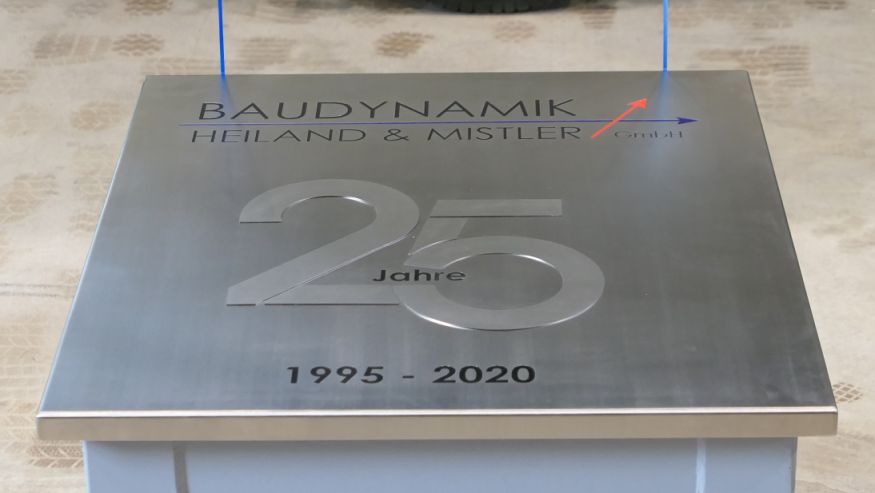 BAUDYNAMIK
HEILAND & MISTLER GmbH
25
Jahre
1995 - 2020